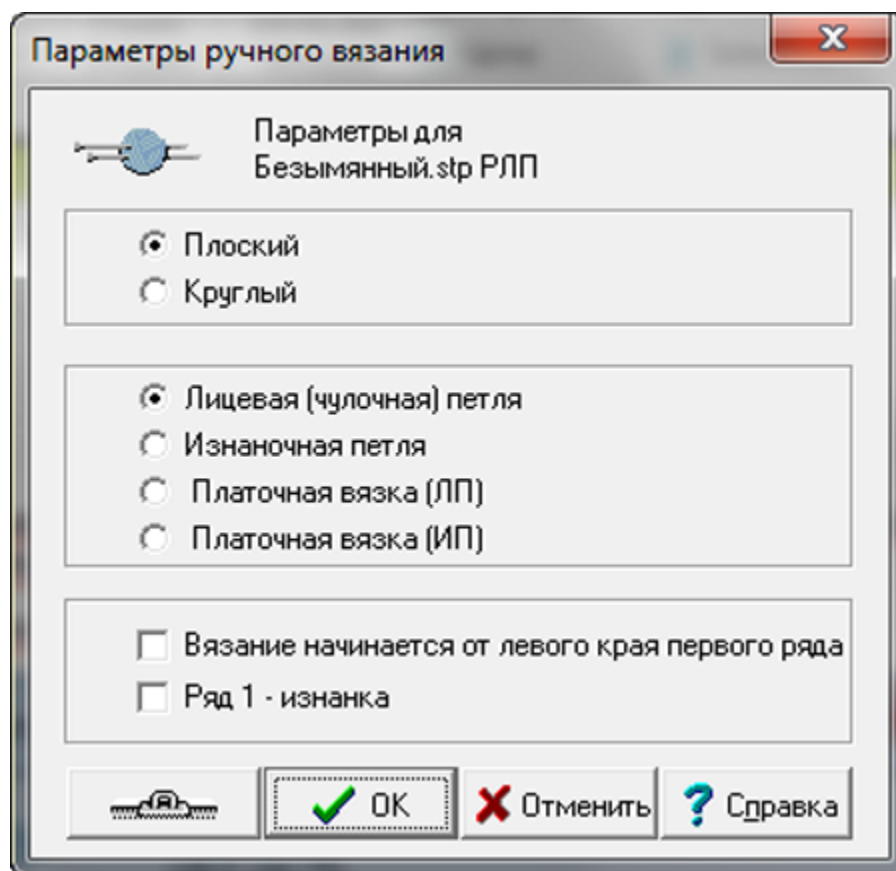 Параметры ручного вязания
Параметры для
Безымянный.stp РЛП
Плоский
Круглый
Лицевая (чулочная) петля
Изнаночная петля
Платочная вязка (ЛП)
Платочная вязка (ИП)
Вязание начинается от левого края первого ряда
Ряд 1 - изнанка
OK
Отменить
Справка